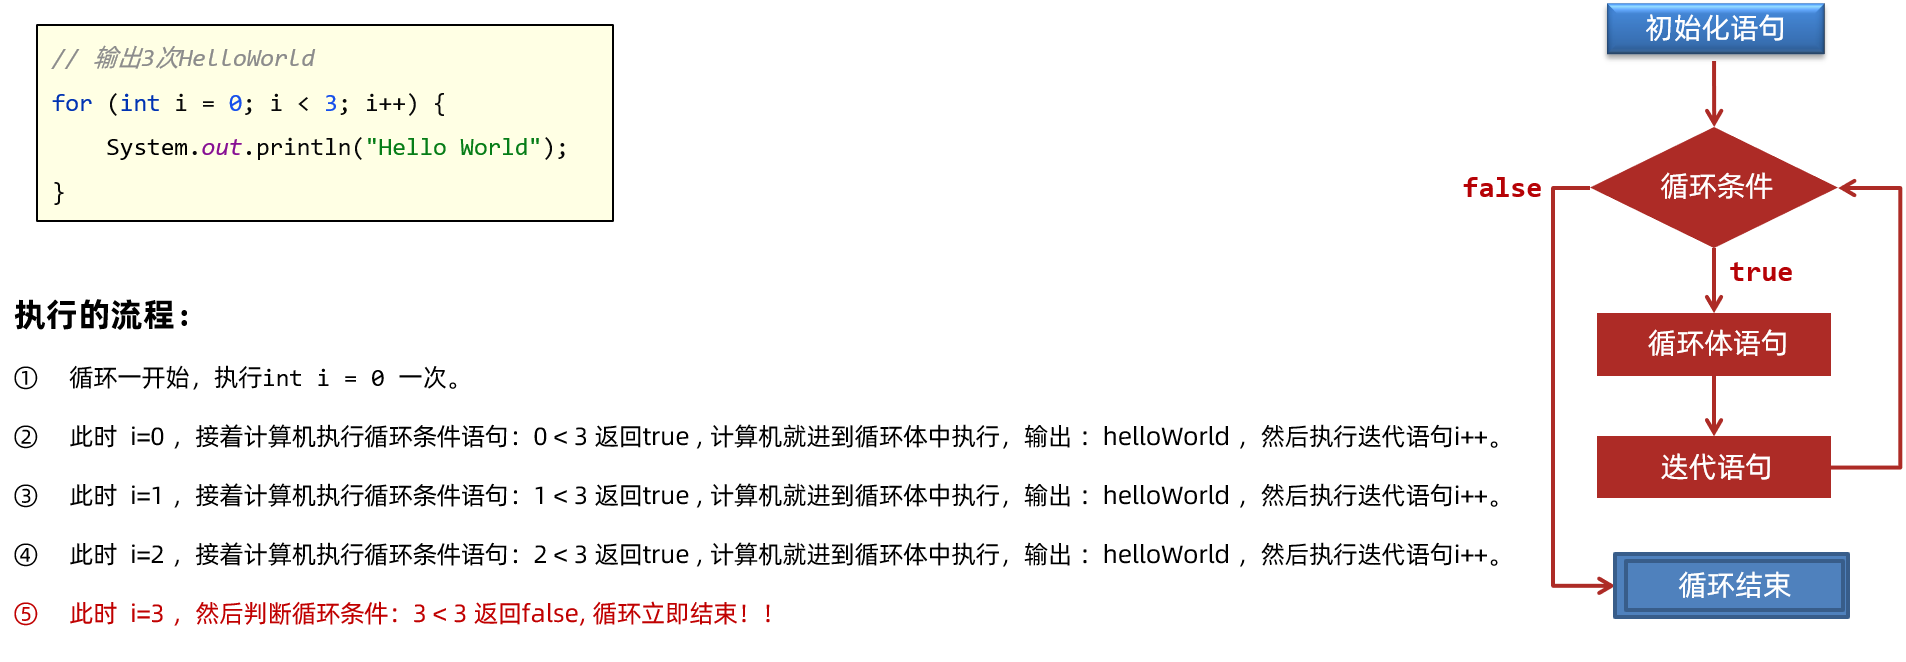 // 输出3次HelloWorld
for (int i = 0; i < 3; i++) {
    System.out.println("Hello World");
}
执行的流程：
① 循环一开始，执行int i = 0 一次。
② 此时 i=0 ，接着计算机执行循环条件语句：0 < 3 返回true , 计算机就进到循环体中执行，输出 ：helloWorld ，然后执行迭代语句i++。
③ 此时 i=1 ，接着计算机执行循环条件语句：1 < 3 返回true , 计算机就进到循环体中执行，输出 ：helloWorld ，然后执行迭代语句i++。
④ 此时 i=2 ，接着计算机执行循环条件语句：2 < 3 返回true , 计算机就进到循环体中执行，输出 ：helloWorld ，然后执行迭代语句i++。
⑤ 此时 i=3 ，然后判断循环条件：3 < 3 返回false, 循环立即结束！！
初始化语句
循环条件
false
true
循环体语句
迭代语句
循环结束